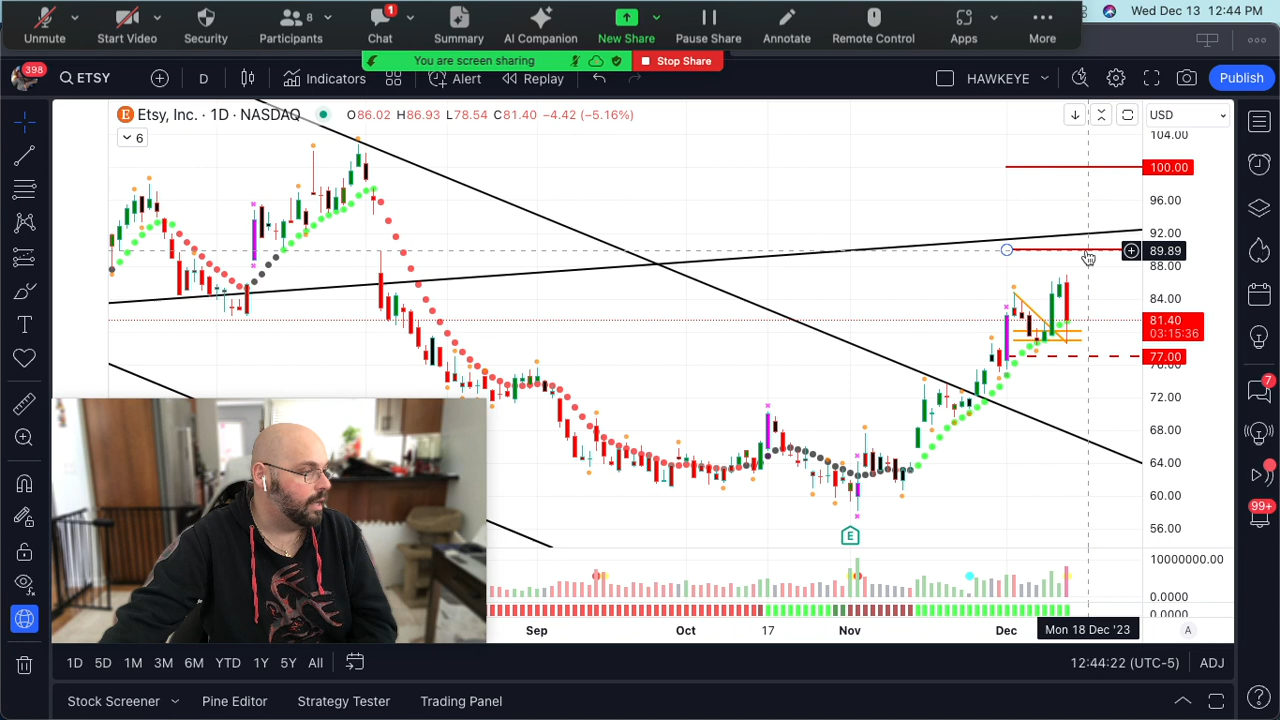 Wed Dec 13 12:44 PM
8
1
Unmute
Start Video
Security
Participants
Chat
Summary
AI Companion
New Share
Pause Share
Annotate
Remote Control
Apps
More
You are screen sharing
Stop Share
398
ETSY
D
Indicators
Alert
Replay
HAWKEYE
Publish
Etsy, Inc. · 1D · NASDAQ
O86.02 H86.93 L78.54 C81.40 -4.42 (-5.16%)
USD
6
104.00
100.00
96.00
92.00
89.89
88.00
84.00
81.40
03:15:36
77.00
76.00
72.00
7
68.00
64.00
60.00
99+
56.00
E
10000000.00
0.0000
0.0000
Sep
Oct
17
Nov
Dec
Mon 18 Dec '23
A
1D
5D
1M
3M
6M
YTD
1Y
5Y
All
12:44:22 (UTC-5)
ADJ
Stock Screener
Pine Editor
Strategy Tester
Trading Panel